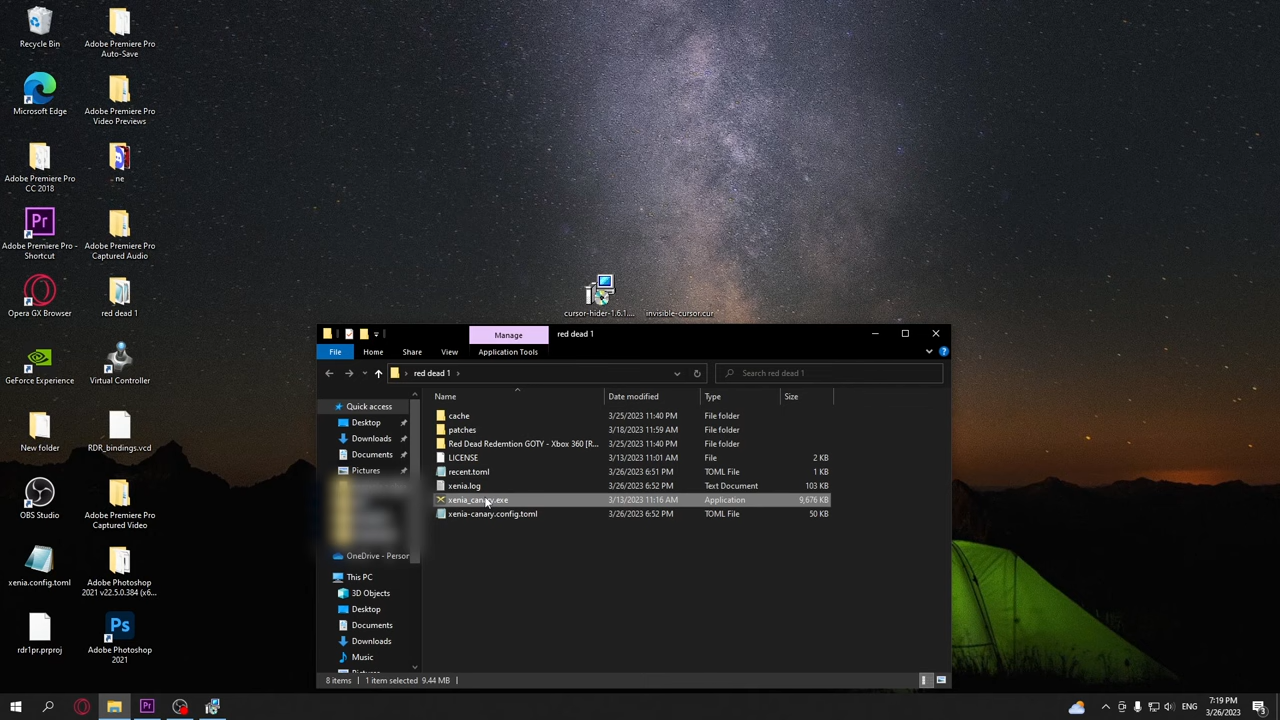 Recycle Bin
Adobe Premiere Pro
Auto-Save
Microsoft Edge
Adobe Premiere Pro
Video Previews
Adobe Premiere Pro
CC 2018
ne
Adobe Premiere Pro -
Shortcut
Adobe Premiere Pro
Captured Audio
Opera GX Browser
red dead 1
GeForce Experience
Virtual Controller
New folder
RDR_bindings.vcd
OBS Studio
Adobe Premiere Pro
Captured Video
xenia.config.toml
Adobe Photoshop
2021 v22.5.0.384 (x6...
rdr1pr.prproj
Adobe Photoshop
2021
cursor-hider-1.6.1....
invisible-cursor.cur
Manage
red dead 1
File
Home
Share
View
Application Tools
red dead 1
Search red dead 1
Quick access
Desktop
Downloads
Documents
Pictures
OneDrive - Person
This PC
3D Objects
Desktop
Documents
Downloads
Music
Pictures
Name Date modified Type Size
cache 3/25/2023 11:40 PM File folder
patches 3/18/2023 11:59 AM File folder
Red Dead Redemtion GOTY - Xbox 360 [R... 3/25/2023 11:40 PM File folder
LICENSE 3/13/2023 11:01 AM File 2 KB
recent.toml 3/26/2023 6:51 PM TOML File 1 KB
xenia.log 3/26/2023 6:52 PM Text Document 103 KB
xenia_canary.exe 3/13/2023 11:16 AM Application 9,676 KB
xenia-canary.config.toml 3/26/2023 6:52 PM TOML File 50 KB
8 items 1 item selected 9.44 MB
ENG
7:19 PM
3/26/2023